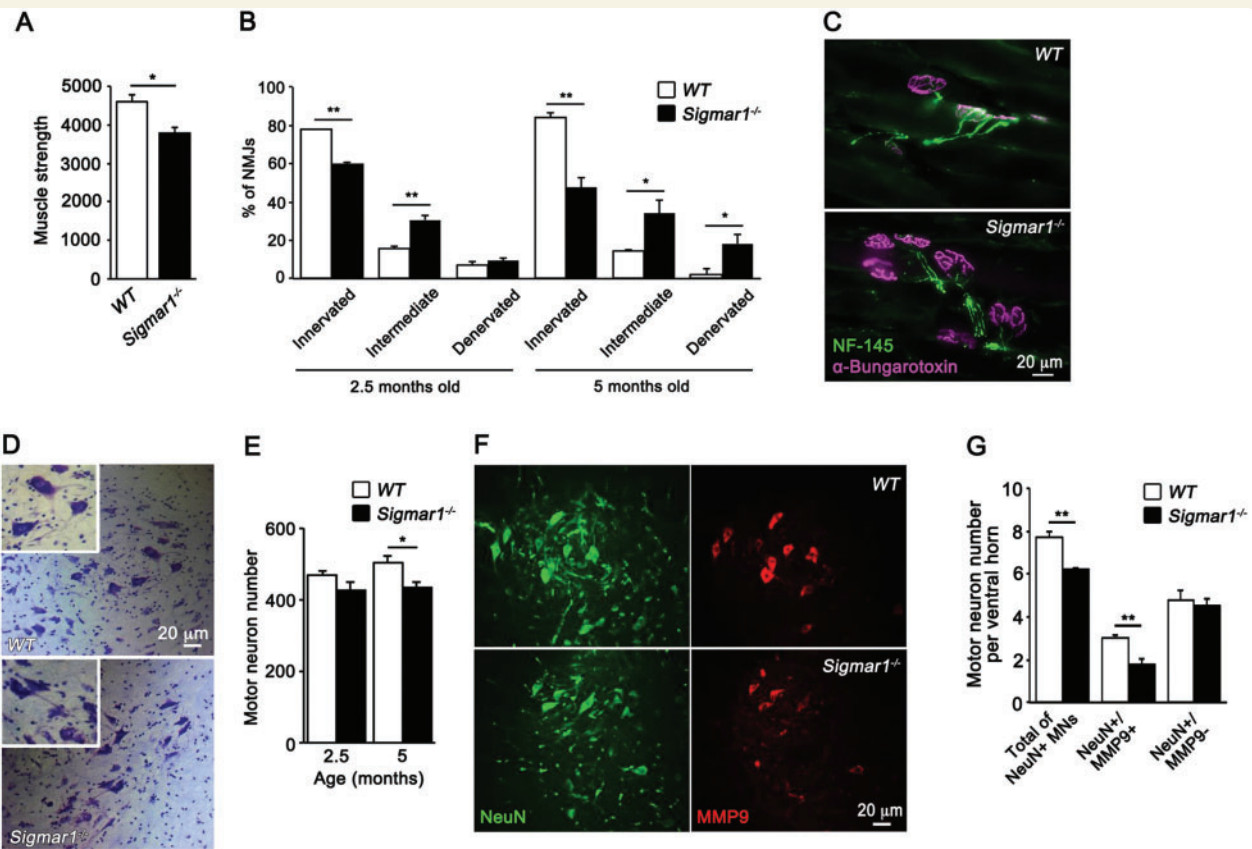 A
Muscle strength
5000
4000
3000
2000
1000
0
*
WT
Sigmar1-/-
B
% of NMJs
100
80
60
40
20
0
WT
Sigmar1-/-
**
**
**
*
*
Innervated
Intermediate
Denervated
Innervated
Intermediate
Denervated
2.5 months old
5 months old
C
WT
Sigmar1-/-
NF-145
α-Bungarotoxin
20 µm
D
WT
20 µm
Sigmar1-/-
E
WT
Sigmar1-/-
Motor neuron number
600
400
200
0
*
2.5
5
Age (months)
F
WT
Sigmar1-/-
NeuN
MMP9
20 µm
G
WT
Sigmar1-/-
Motor neuron number
per ventral horn
10
8
6
4
2
0
**
**
Total of
NeuN+ MNs
NeuN+/
MMP9+
NeuN+/
MMP9-